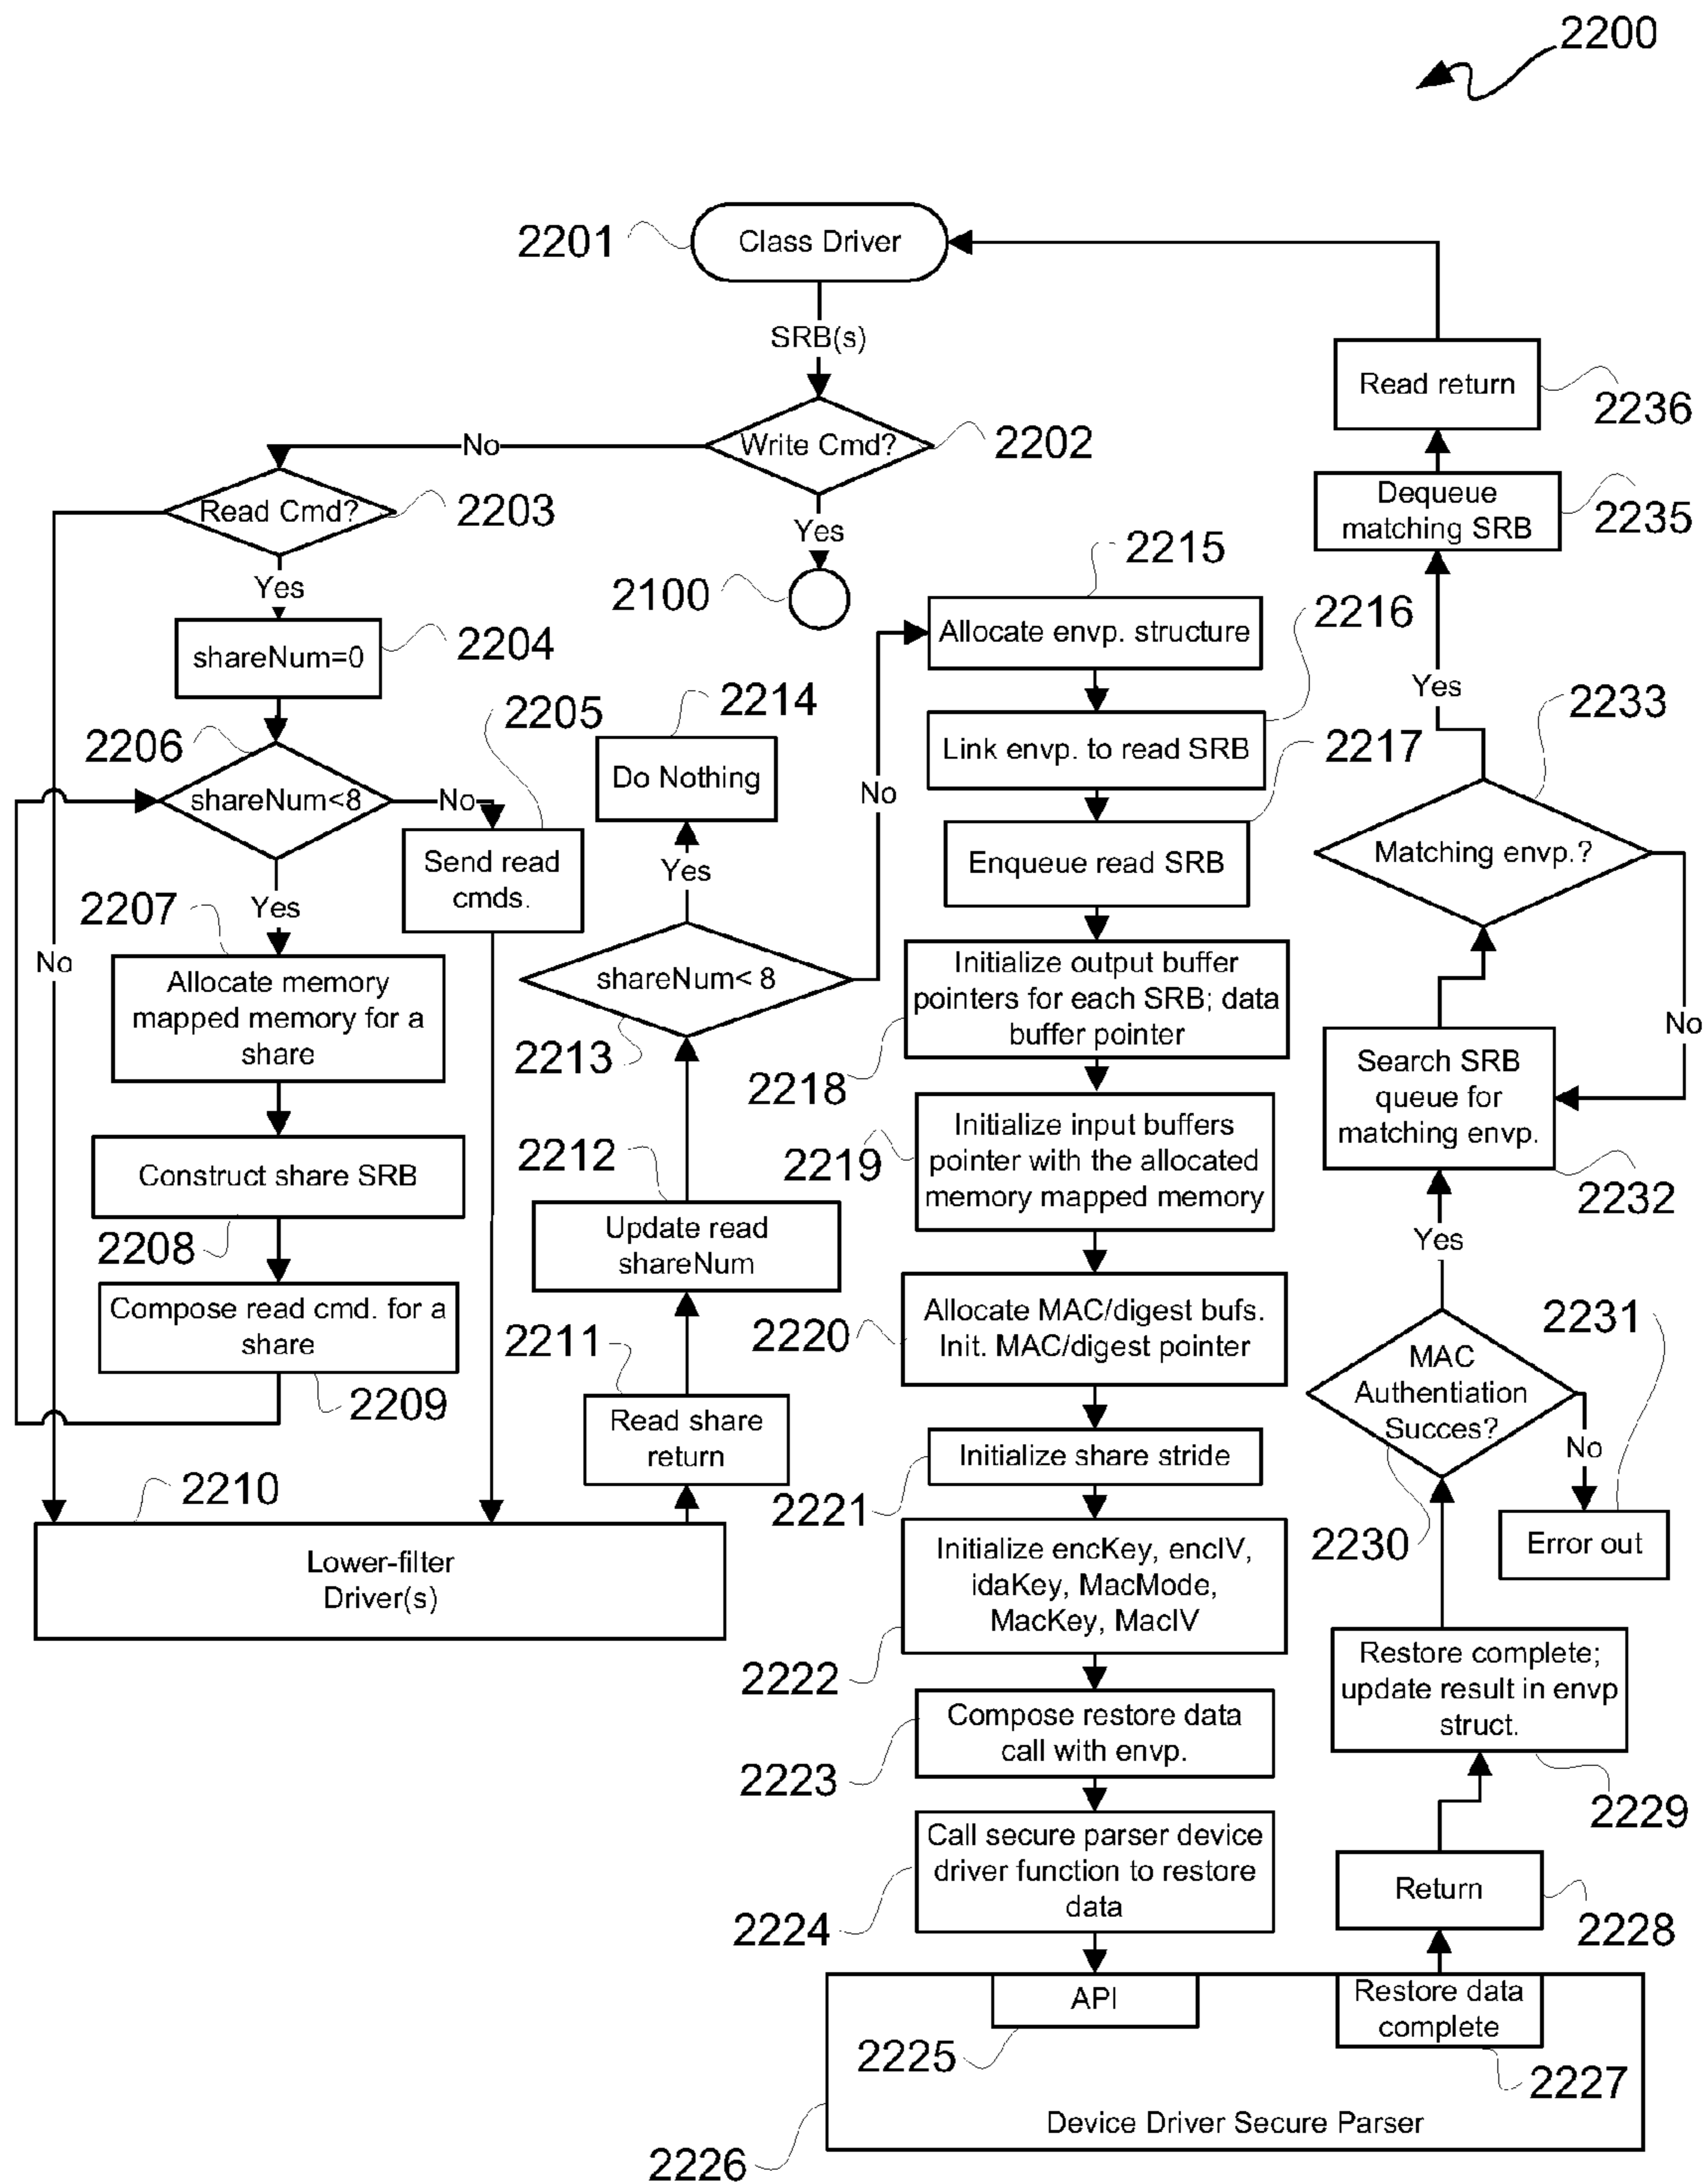 2200
2201
Class Driver
SRB(s)
Write Cmd?
2202
No
Yes
2100
Read Cmd?
2203
No
Yes
shareNum=0
2204
2206
shareNum<8
No
2205
Send read
cmds.
Yes
2207
Allocate memory
mapped memory for a
share
Construct share SRB
2208
Compose read cmd. for a
share
2209
2210
Lower-filter
Driver(s)
2211
Read share
return
2212
Update read
shareNum
2213
shareNum< 8
Yes
2214
Do Nothing
No
2215
Allocate envp. structure
2216
Link envp. to read SRB
2217
Enqueue read SRB
Initialize output buffer
pointers for each SRB; data
buffer pointer
2218
Initialize input buffers
pointer with the allocated
memory mapped memory
2219
Allocate MAC/digest bufs.
Init. MAC/digest pointer
2220
Initialize share stride
2221
Initialize encKey, encIV,
idaKey, MacMode,
MacKey, MacIV
2222
Compose restore data
call with envp.
2223
Call secure parser device
driver function to restore
data
2224
API
2225
Device Driver Secure Parser
2226
Restore data
complete
2227
Return
2228
Restore complete;
update result in envp
struct.
2229
MAC
Authentiation
Succes?
2230
No
2231
Error out
Yes
Search SRB
queue for
matching envp.
2232
Matching envp.?
2233
No
Yes
Dequeue
matching SRB
2235
Read return
2236